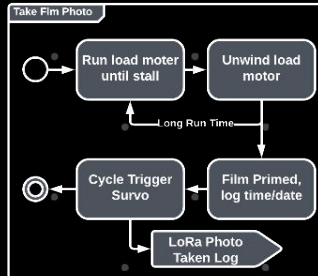 Take Flm Photo
Run load moter
until stall
Unwind load
motor
Long Run Time
Cycle Trigger
Survo
Film Primed,
log time/date
LoRa Photo
Taken Log